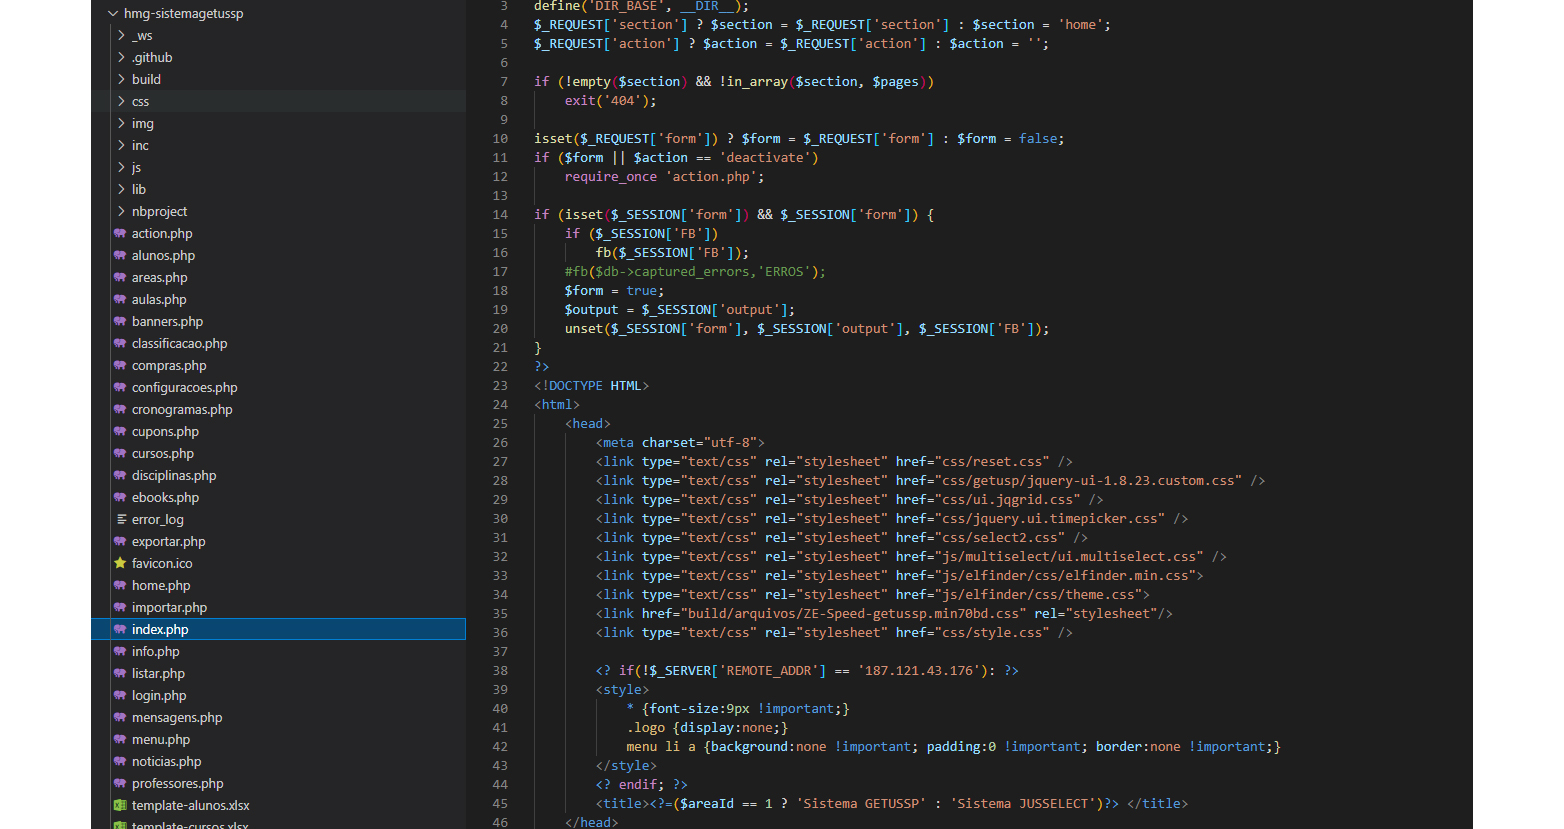 hmg-sistemagetussp
_ws
.github
build
css
img
inc
js
lib
nbproject
action.php
alunos.php
areas.php
aulas.php
banners.php
classificacao.php
compras.php
configuracoes.php
cronogramas.php
cupons.php
cursos.php
disciplinas.php
ebooks.php
error_log
exportar.php
favicon.ico
home.php
importar.php
index.php
info.php
listar.php
login.php
mensagens.php
menu.php
noticias.php
professores.php
template-alunos.xlsx
template-cursos.xlsx
3 define('DIR_BASE', __DIR__);
4 $_REQUEST['section'] ? $section = $_REQUEST['section'] : $section = 'home';
5 $_REQUEST['action'] ? $action = $_REQUEST['action'] : $action = '';
6
7 if (!empty($section) && !in_array($section, $pages))
8 exit('404');
9
10 isset($_REQUEST['form']) ? $form = $_REQUEST['form'] : $form = false;
11 if ($form || $action == 'deactivate')
12 require_once 'action.php';
13
14 if (isset($_SESSION['form']) && $_SESSION['form']) {
15 if ($_SESSION['FB'])
16 fb($_SESSION['FB']);
17 #fb($db->captured_errors,'ERROS');
18 $form = true;
19 $output = $_SESSION['output'];
20 unset($_SESSION['form'], $_SESSION['output'], $_SESSION['FB']);
21 }
22 ?>
23 <!DOCTYPE HTML>
24 <html>
25 <head>
26 <meta charset="utf-8">
27 <link type="text/css" rel="stylesheet" href="css/reset.css" />
28 <link type="text/css" rel="stylesheet" href="css/getusp/jquery-ui-1.8.23.custom.css" />
29 <link type="text/css" rel="stylesheet" href="css/ui.jqgrid.css" />
30 <link type="text/css" rel="stylesheet" href="css/jquery.ui.timepicker.css" />
31 <link type="text/css" rel="stylesheet" href="css/select2.css" />
32 <link type="text/css" rel="stylesheet" href="js/multiselect/ui.multiselect.css" />
33 <link type="text/css" rel="stylesheet" href="js/elfinder/css/elfinder.min.css">
34 <link type="text/css" rel="stylesheet" href="js/elfinder/css/theme.css">
35 <link href="build/arquivos/ZE-Speed-getussp.min70bd.css" rel="stylesheet"/>
36 <link type="text/css" rel="stylesheet" href="css/style.css" />
37
38 <? if(!$_SERVER['REMOTE_ADDR'] == '187.121.43.176'): ?>
39 <style>
40 * {font-size:9px !important;}
41 .logo {display:none;}
42 menu li a {background:none !important; padding:0 !important; border:none !important;}
43 </style>
44 <? endif; ?>
45 <title><?=($areaId == 1 ? 'Sistema GETUSSP' : 'Sistema JUSSELECT')?> </title>
46 </head>